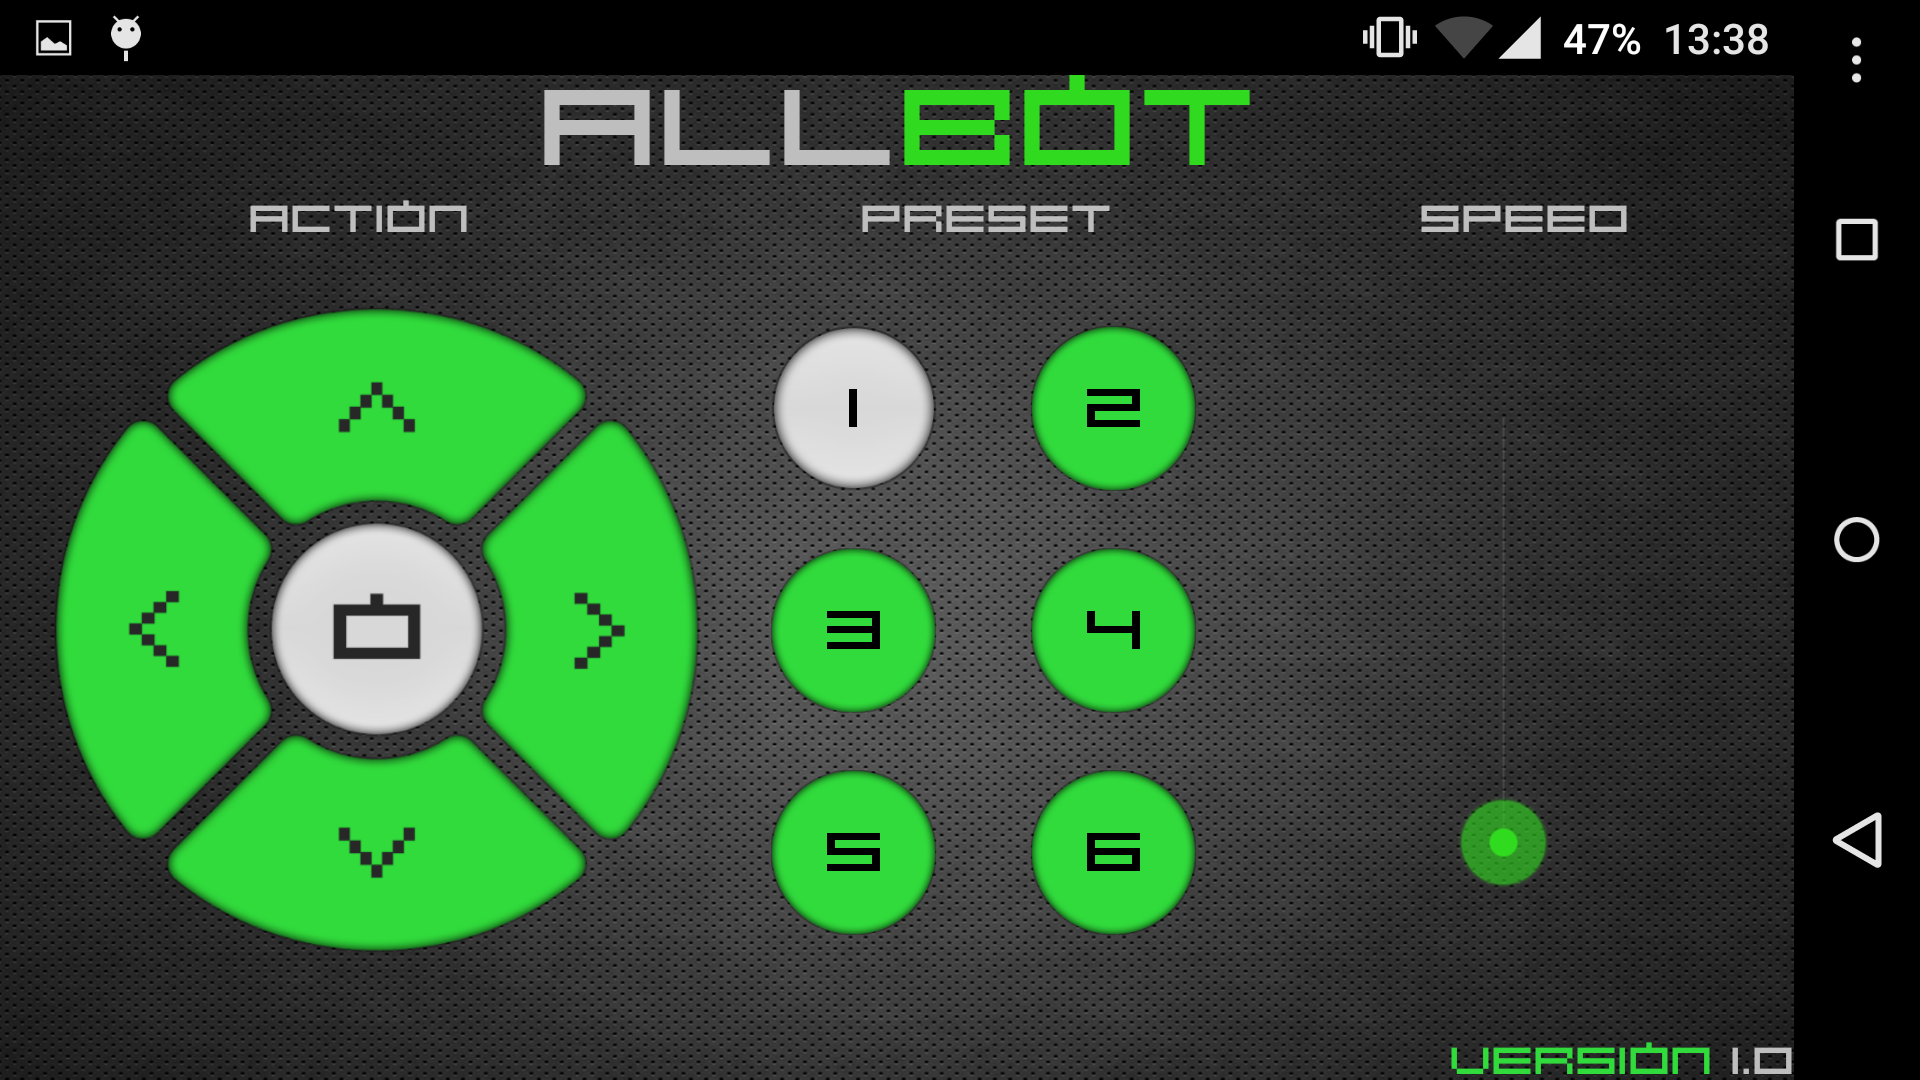 47% 13:38
ALLBOT
ACTION PRESET SPEED
1 2
3 4
5 6
VERSION 1.0